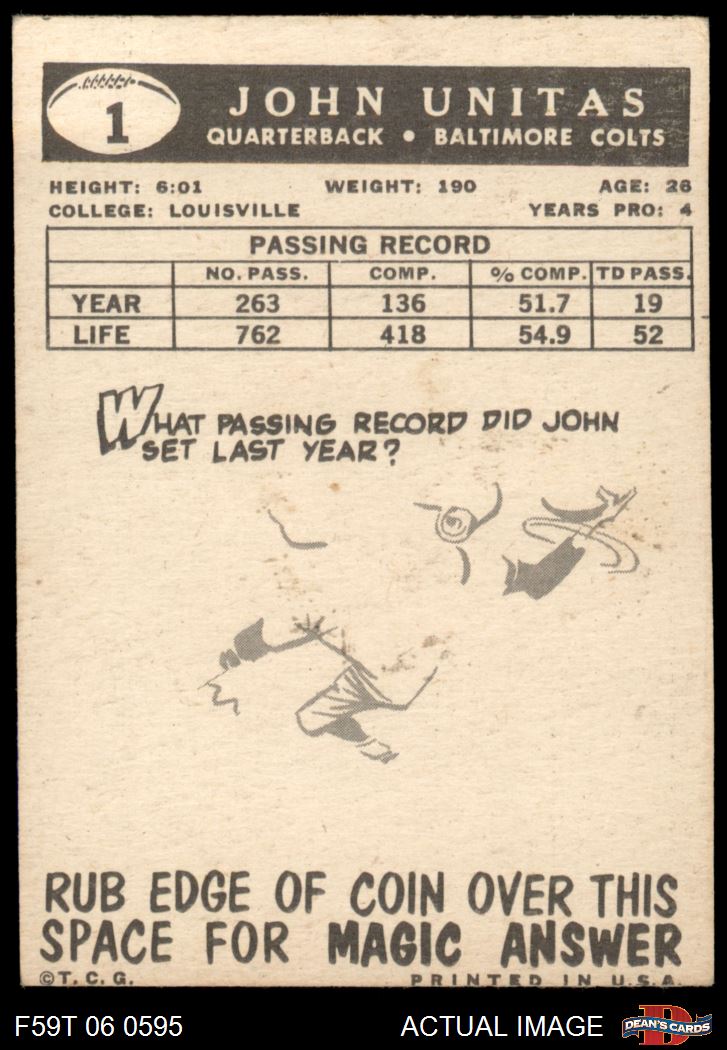 1
JOHN UNITAS
QUARTERBACK • BALTIMORE COLTS
HEIGHT: 6:01 WEIGHT: 190 AGE: 26
COLLEGE: LOUISVILLE YEARS PRO: 4
PASSING RECORD
NO. PASS. COMP. % COMP. TD PASS.
YEAR 263 136 51.7 19
LIFE 762 418 54.9 52
WHAT PASSING RECORD DID JOHN
SET LAST YEAR?
RUB EDGE OF COIN OVER THIS
SPACE FOR MAGIC ANSWER
©T.C.G. PRINTED IN U.S.A.
F59T 06 0595 ACTUAL IMAGE D DEAN'S CARDS